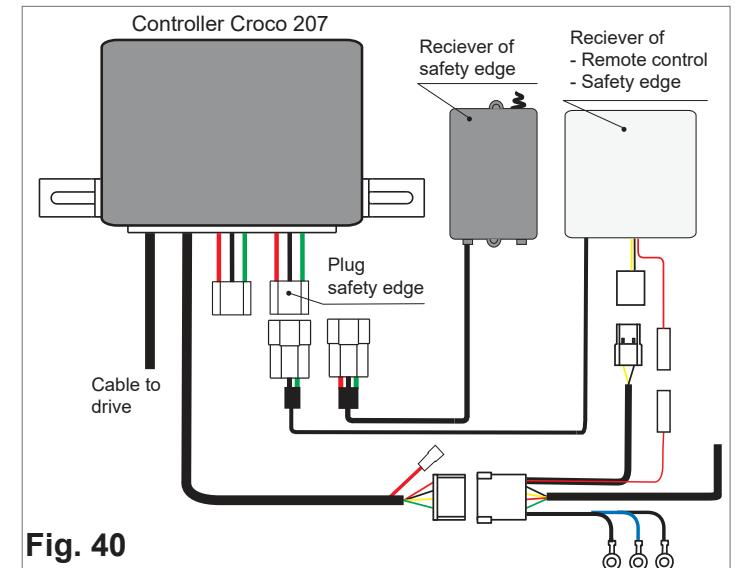 Controller Croco 207
Reciever of
safety edge
Reciever of
- Remote control
- Safety edge
Plug
safety edge
Cable to
drive
Fig. 40